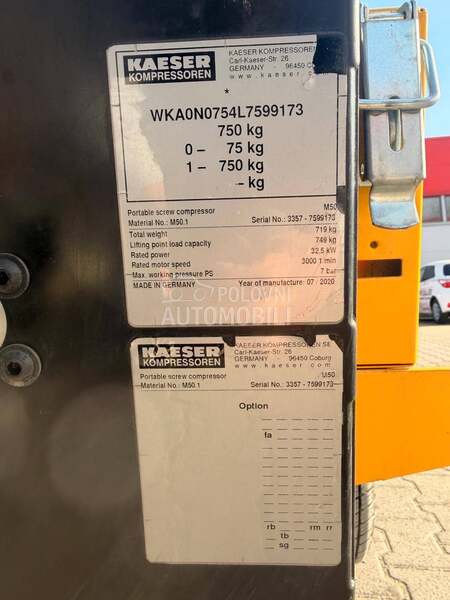 KAESER
KOMPRESSOREN
KAESER KOMPRESSOREN
Carl-Kaeser-Str. 26
GERMANY - 96450
www.kaeser.com
*
WKA0N0754L7599173
750 kg
0 – 75 kg
1 – 750 kg
– kg
Portable screw compressor M50
Material No.: M50.1 Serial No.: 3357 - 7599173
Total weight 719 kg
Lifting point load capacity 749 kg
Rated power 32.5 kW
Rated motor speed 3000 1/min
Max. working pressure PS 7 bar
MADE IN GERMANY Year of manufacture: 07 - 2020
POLOVNI
AUTOMOBILI
KAESER
KOMPRESSOREN
KAESER KOMPRESSOREN SE
Carl-Kaeser-Str. 26
GERMANY - 96450 Coburg
www.kaeser.com
Portable screw compressor M50
Material No.: M50.1 Serial No.: 3357 - 7599173
Option
fa
rb rm rr
tb
sg